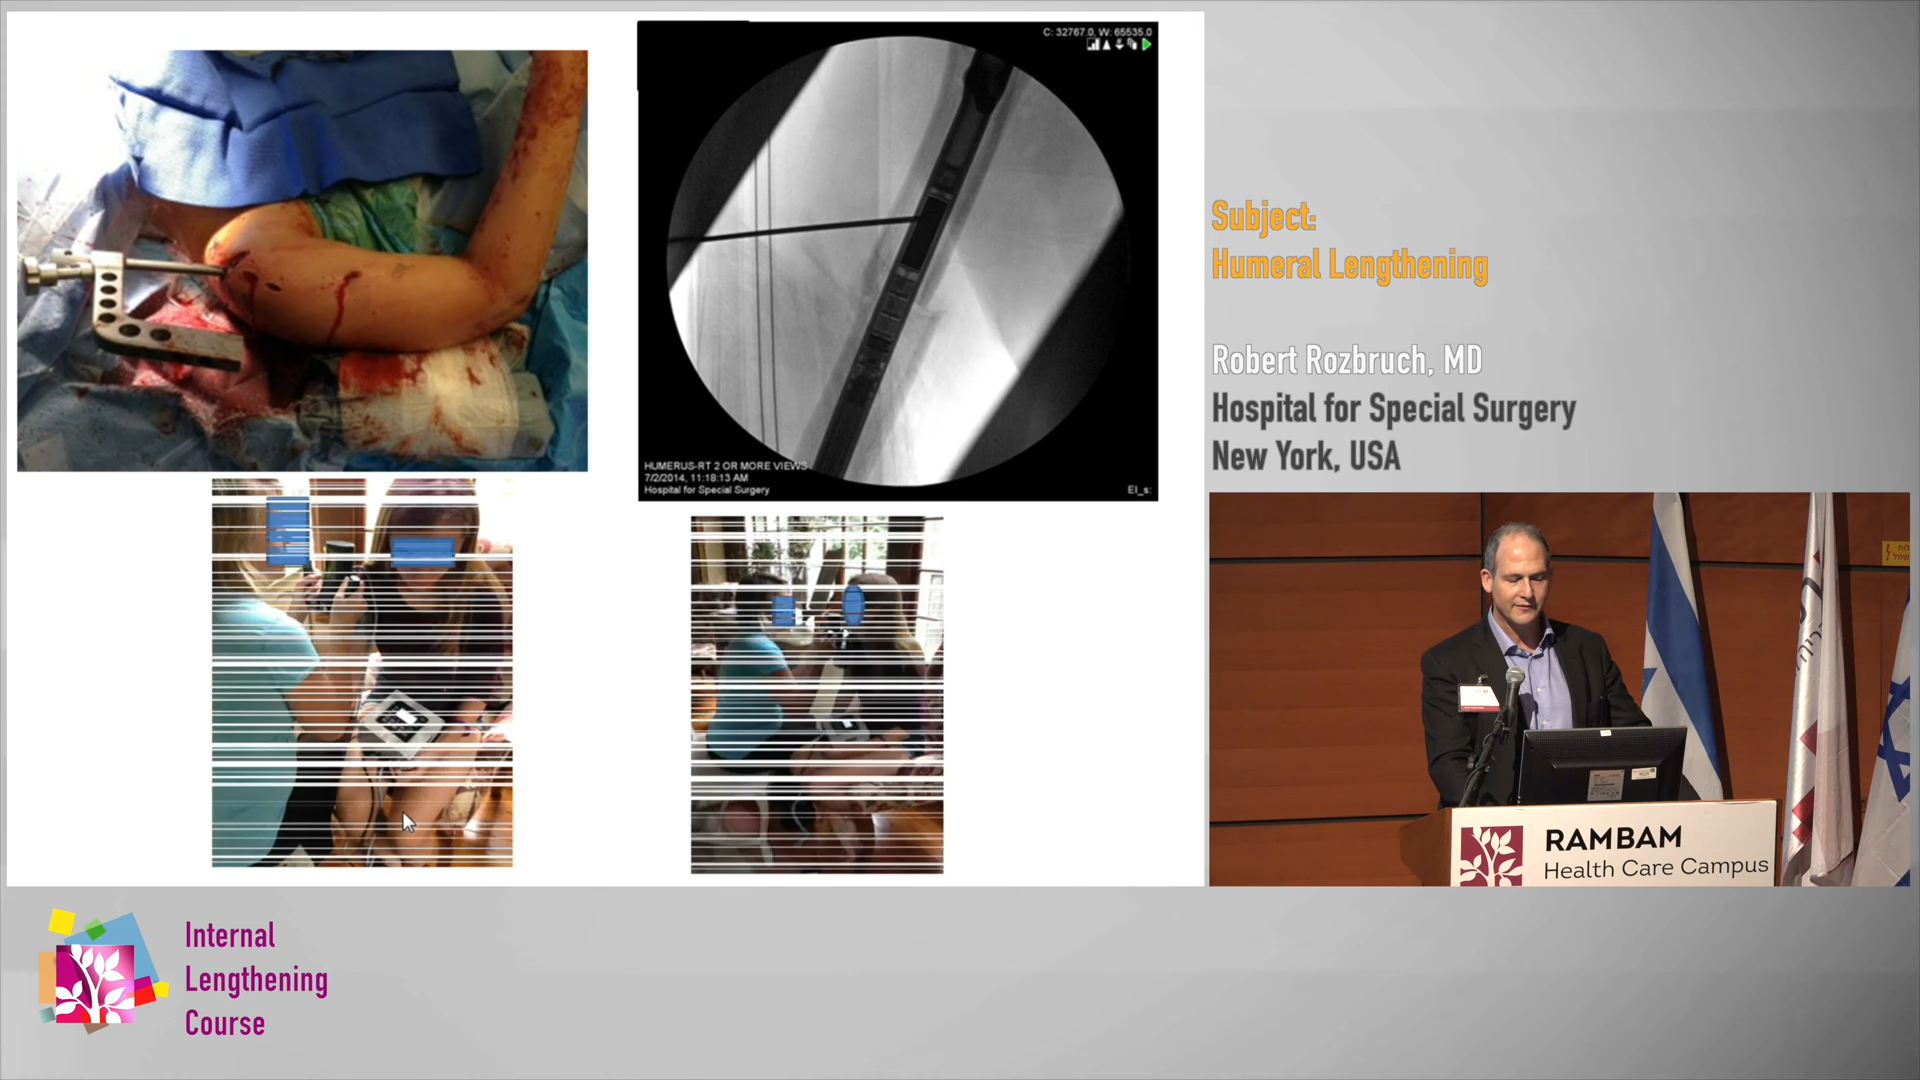 C: 32767.0, W: 65535.0
HUMERUS-RT 2 OR MORE VIEWS
7/2/2014, 11:18:13 AM
Hospital for Special Surgery
EI_s:
Subject:
Humeral Lengthening
Robert Rozbruch, MD
Hospital for Special Surgery
New York, USA
RAMBAM
Health Care Campus
Internal
Lengthening
Course